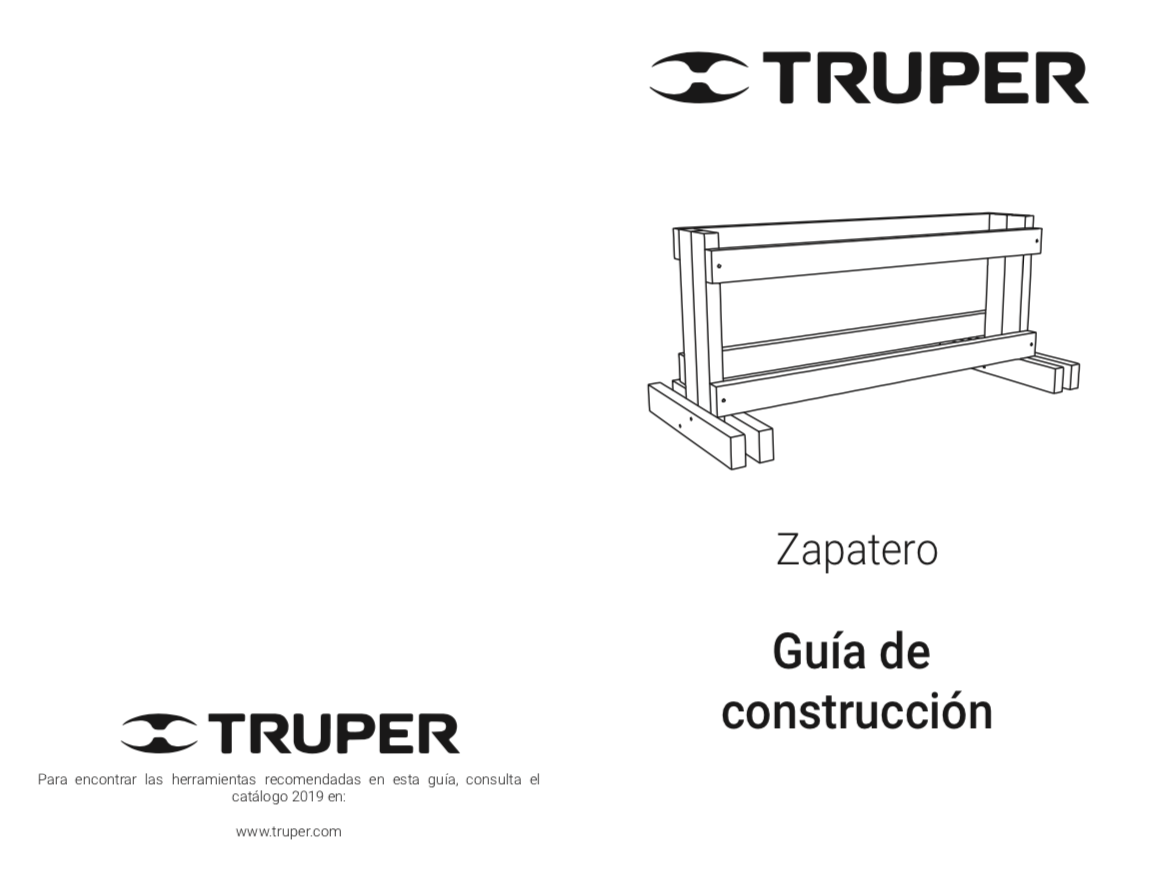 TRUPER
Para encontrar las herramientas recomendadas en esta guía, consulta el
catálogo 2019 en:
www.truper.com
TRUPER
Zapatero
Guía de
construcción